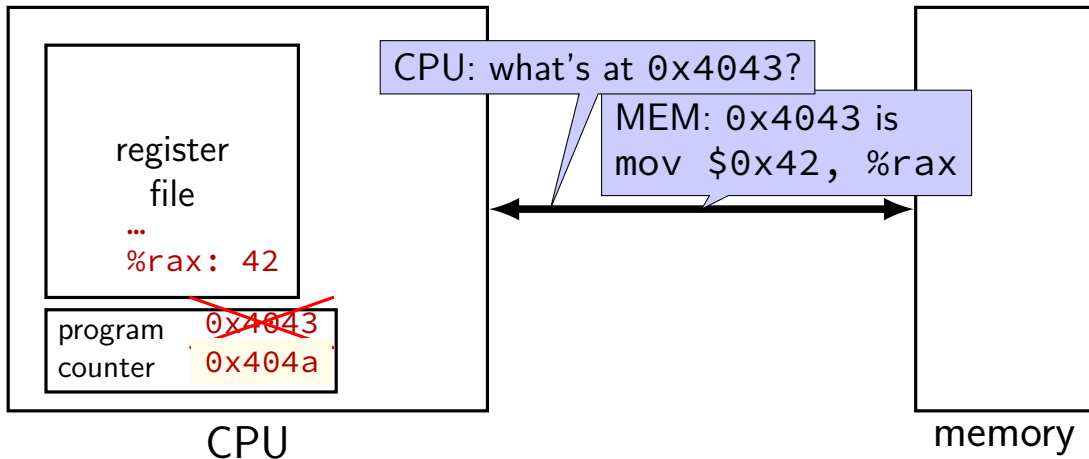 CPU: what's at 0x4043?
MEM: 0x4043 is
mov $0x42, %rax
register
file
…
%rax: 42
program
counter
0x4043
0x404a
CPU
memory